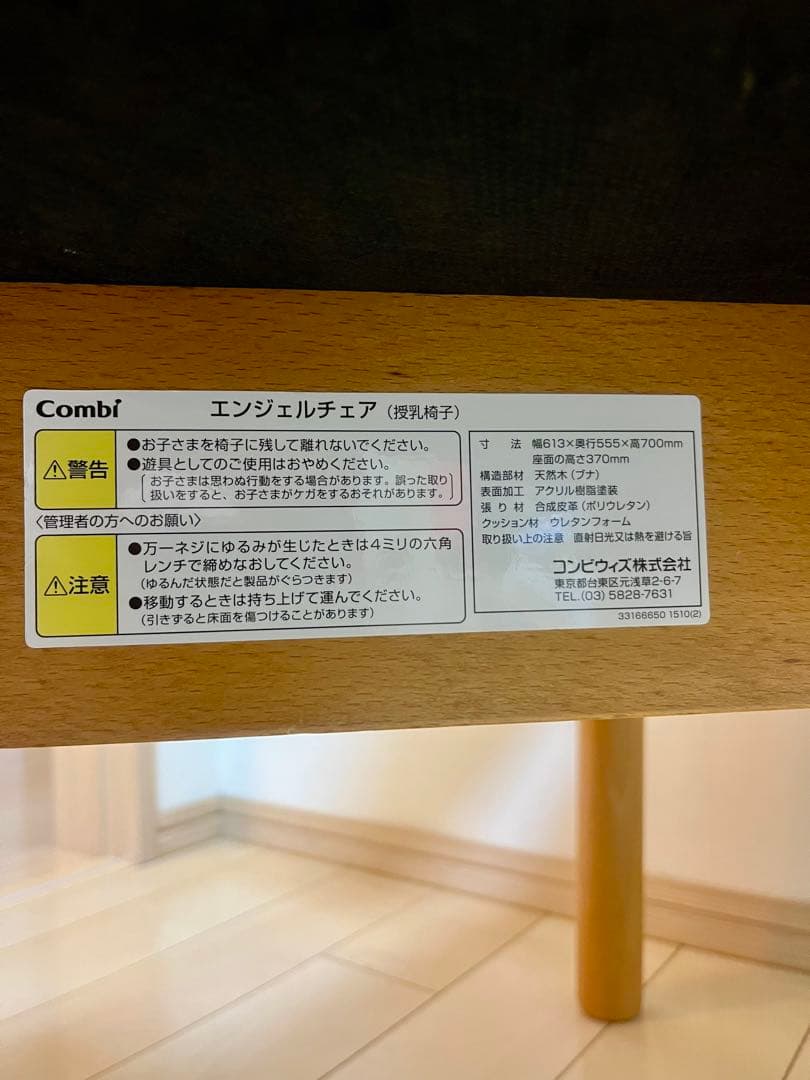 Combi エンジェルチェア（授乳椅子）
⚠警告
●お子さまを椅子に残して離れないでください。
●遊具としてのご使用はおやめください。
お子さまは思わぬ行動をする場合があります。誤った取り
扱いをすると、お子さまがケガをするおそれがあります。
〈管理者の方へのお願い〉
⚠注意
●万一ネジにゆるみが生じたときは4ミリの六角
レンチで締めなおしてください。
（ゆるんだ状態だと製品がぐらつきます）
●移動するときは持ち上げて運んでください。
（引きずると床面を傷つけることがあります）
寸 法 幅613×奥行555×高700mm
座面の高さ370mm
構造部材 天然木（ブナ）
表面加工 アクリル樹脂塗装
張り材 合成皮革（ポリウレタン）
クッション材 ウレタンフォーム
取り扱い上の注意 直射日光又は熱を避ける旨
コンビウィズ株式会社
東京都台東区元浅草2-6-7
TEL.(03) 5828-7631
33166650 1510(2)